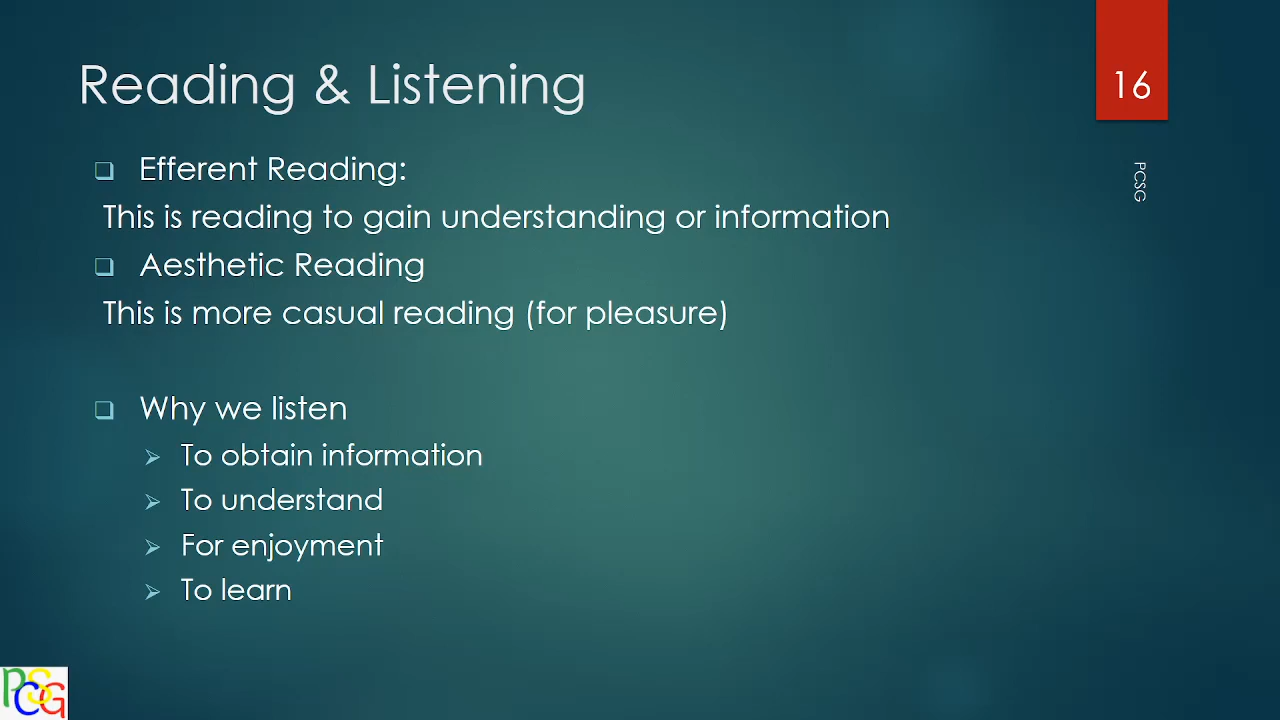 Reading & Listening
16
PCSG
Efferent Reading:
This is reading to gain understanding or information
Aesthetic Reading
This is more casual reading (for pleasure)
Why we listen
To obtain information
To understand
For enjoyment
To learn
PCSG